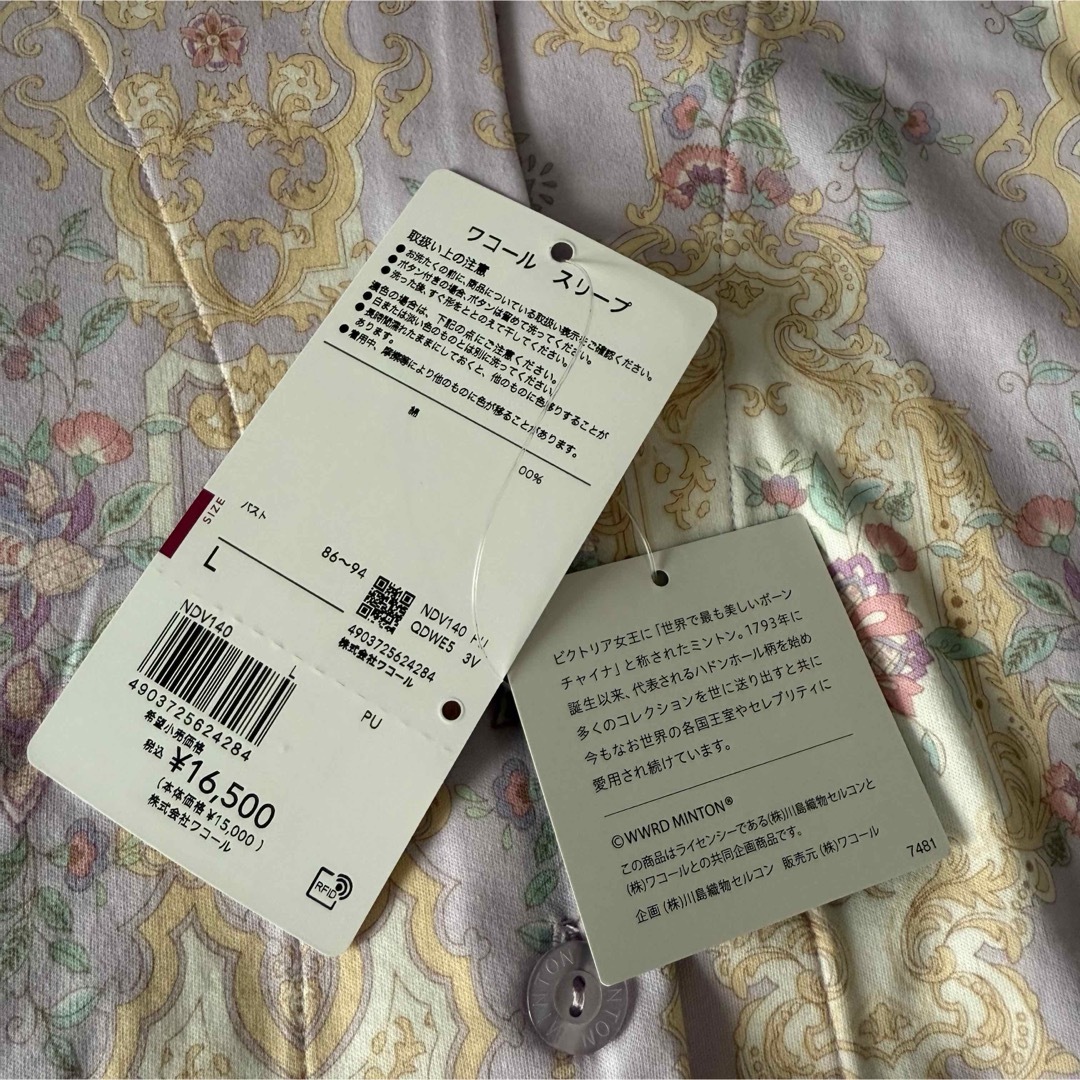 ワコール スリープ
取扱い上の注意
●お洗たくの前に、商品についている取扱い表示をご確認ください。
●ボタン付きの場合、ボタンは留めて洗ってください。
●洗った後、すぐ形をととのえて干してください。
濃色の場合は、下記の点にご注意ください。
●白または淡い色のものとは別に洗ってください。
●長時間濡れたままにしておくと、他のものに色移りすることが
あります。
●着用中、摩擦等により他のものに色が移ることがあります。
綿
00%
SIZE
バスト
86〜94
L
NDV140 ドリ
QDWE5 3V
4903725624284
株式会社ワコール
NDV140
L
4903725624284
PU
希望小売価格
税込 ¥16,500
(本体価格 ¥15,000)
株式会社ワコール
RFID
ビクトリア女王に「世界で最も美しいボーン
チャイナ」と称されたミントン。1793年に
誕生以来、代表されるハドンホール柄を始め
多くのコレクションを世に送り出すと共に
今もなお世界の各国王室やセレブリティに
愛用され続けています。
©WWRD MINTON®
この商品はライセンシーである(株)川島織物セルコンと
(株)ワコールとの共同企画商品です。
企画 (株)川島織物セルコン 販売元 (株)ワコール
7481
MINTON
MINTON